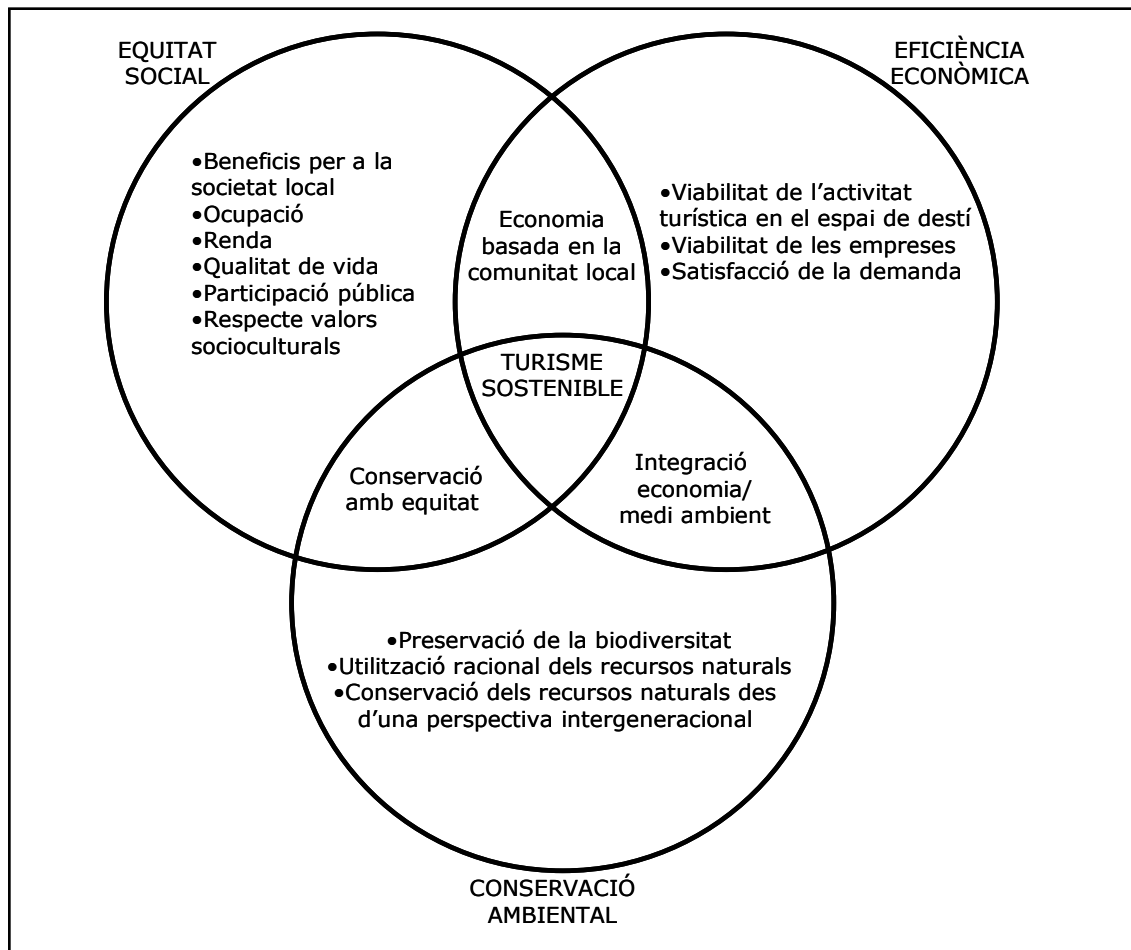 EQUITAT
SOCIAL
EFICIÈNCIA
ECONÒMICA
•Beneficis per a la
societat local
•Ocupació
•Renda
•Qualitat de vida
•Participació pública
•Respecte valors
socioculturals
Economia
basada en la
comunitat local
•Viabilitat de l’activitat
turística en el espai de destí
•Viabilitat de les empreses
•Satisfacció de la demanda
TURISME
SOSTENIBLE
Conservació
amb equitat
Integració
economia/
medi ambient
•Preservació de la biodiversitat
•Utilització racional dels recursos naturals
•Conservació dels recursos naturals des
d’una perspectiva intergeneracional
CONSERVACIÓ
AMBIENTAL